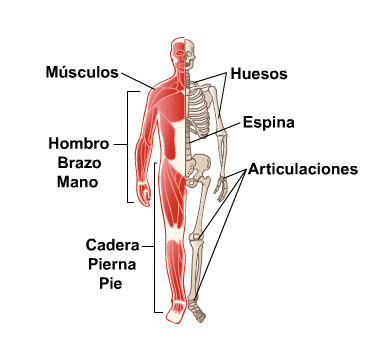 Músculos
Huesos
Espina
Hombro
Brazo
Mano
Articulaciones
Cadera
Pierna
Pie